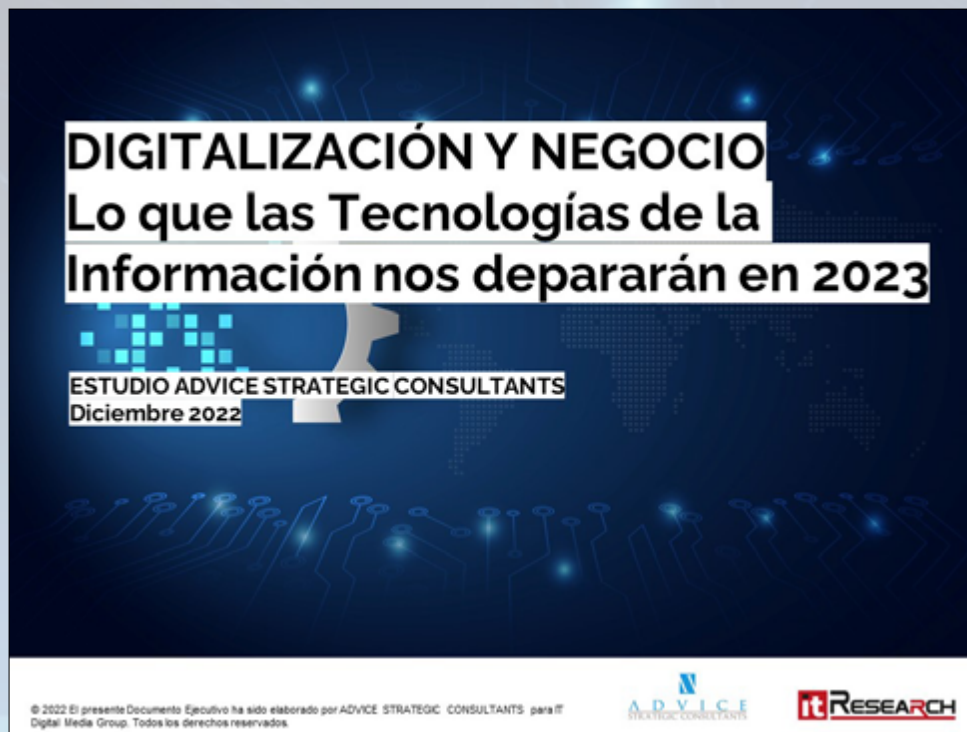 DIGITALIZACIÓN Y NEGOCIO
Lo que las Tecnologías de la
Información nos depararán en 2023
ESTUDIO ADVICE STRATEGIC CONSULTANTS
Diciembre 2022
© 2022 El presente Documento Ejecutivo ha sido elaborado por ADVICE STRATEGIC CONSULTANTS para IT
Digital Media Group. Todos los derechos reservados.
ADVICE
STRATEGIC CONSULTANTS
it RESEARCH